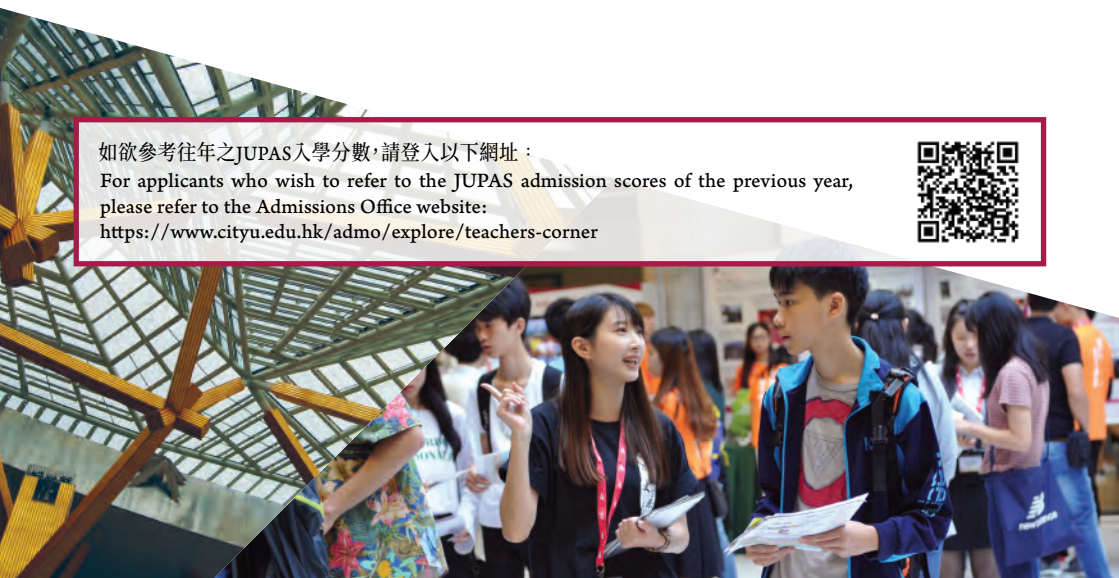 如欲參考往年之JUPAS入學分數，請登入以下網址：
For applicants who wish to refer to the JUPAS admission scores of the previous year,
please refer to the Admissions Office website:
https://www.cityu.edu.hk/admo/explore/teachers-corner
new balance